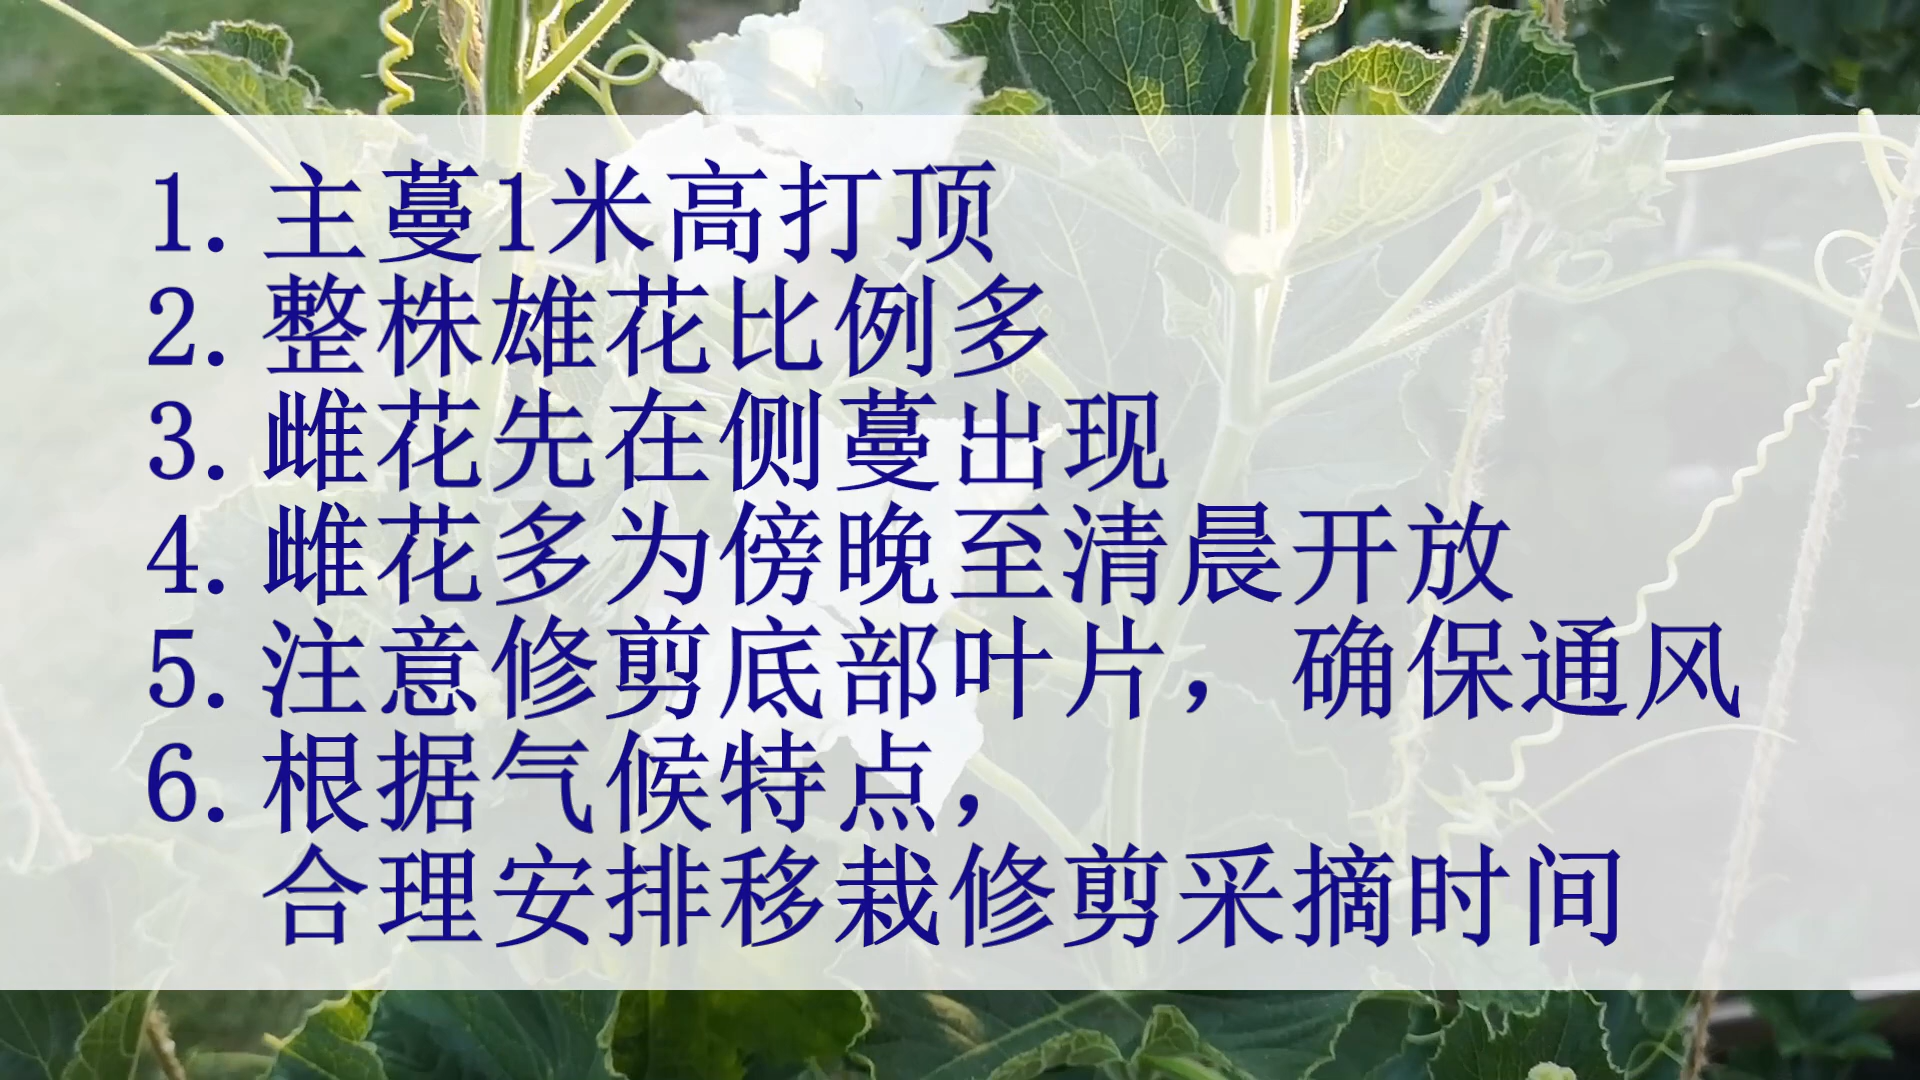 1.主蔓1米高打顶
2.整株雄花比例多
3.雌花先在侧蔓出现
4.雌花多为傍晚至清晨开放
5.注意修剪底部叶片，确保通风
6.根据气候特点，
合理安排移栽修剪采摘时间